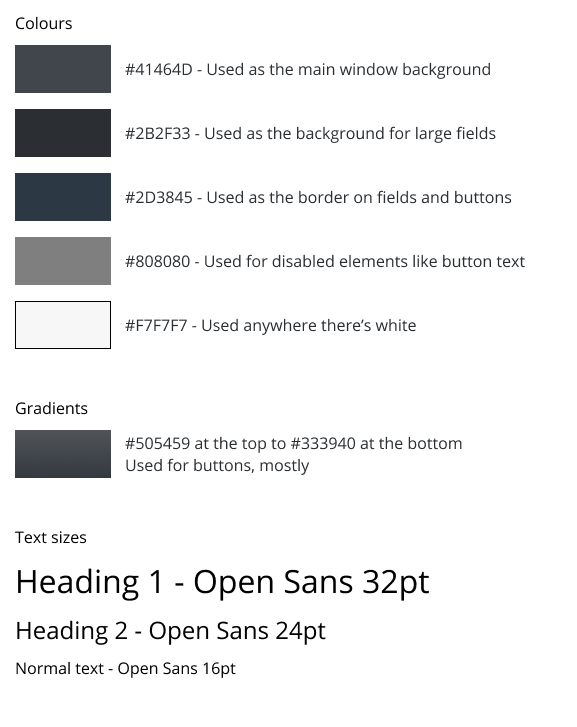 Colours
#41464D - Used as the main window background
#2B2F33 - Used as the background for large fields
#2D3845 - Used as the border on fields and buttons
#808080 - Used for disabled elements like button text
#F7F7F7 - Used anywhere there’s white
Gradients
#505459 at the top to #333940 at the bottom
Used for buttons, mostly
Text sizes
Heading 1 - Open Sans 32pt
Heading 2 - Open Sans 24pt
Normal text - Open Sans 16pt